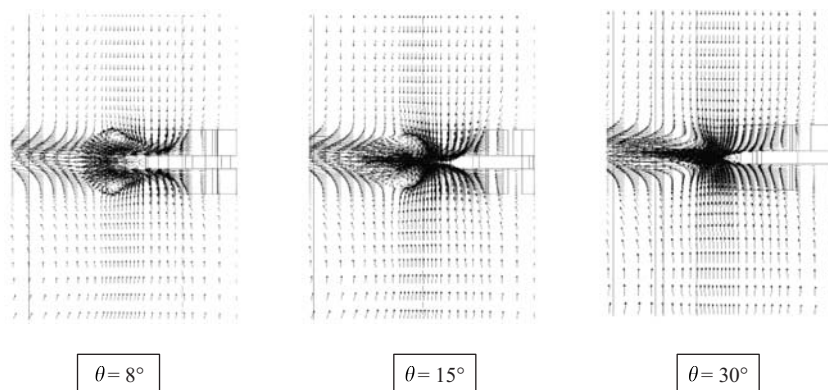 θ = 8°
θ = 15°
θ = 30°